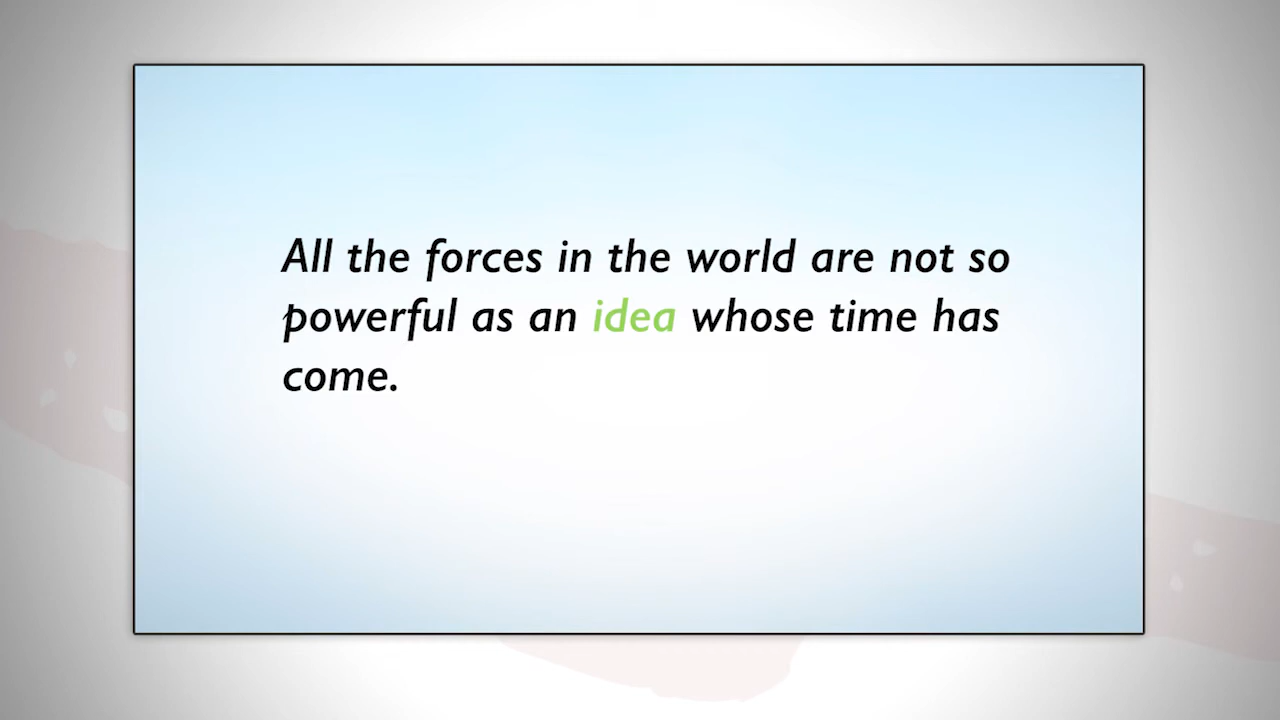 All the forces in the world are not so
powerful as an idea whose time has
come.